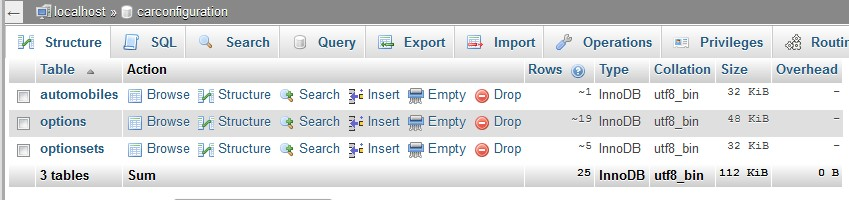 localhost » carconfiguration
Structure SQL Search Query Export Import Operations Privileges Routin
Table Action Rows Type Collation Size Overhead
automobiles Browse Structure Search Insert Empty Drop ~1 InnoDB utf8_bin 32 KiB –
options Browse Structure Search Insert Empty Drop ~19 InnoDB utf8_bin 48 KiB –
optionsets Browse Structure Search Insert Empty Drop ~5 InnoDB utf8_bin 32 KiB –
3 tables Sum 25 InnoDB utf8_bin 112 KiB 0 B